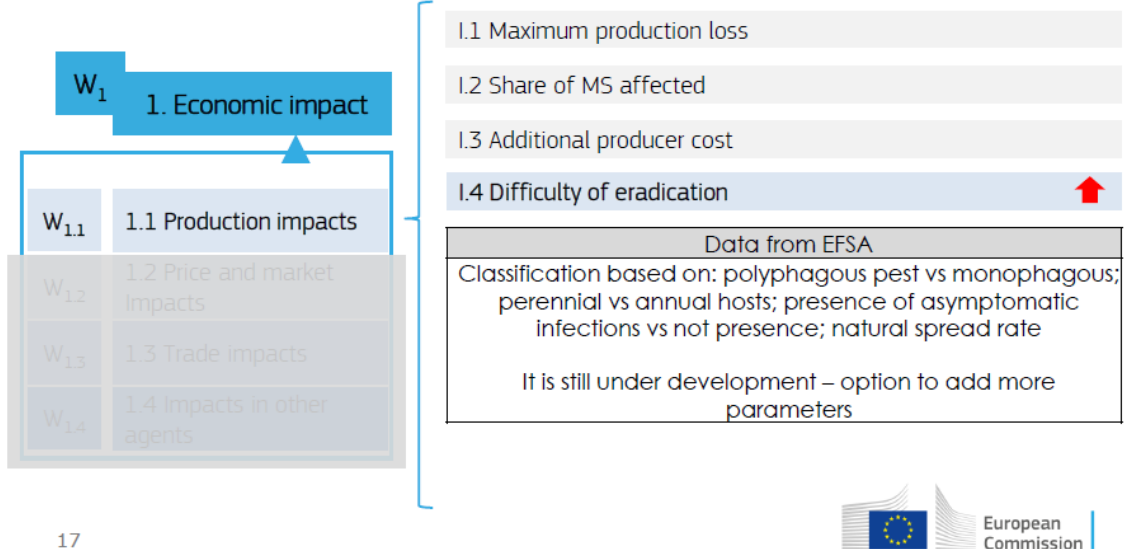 W1
1. Economic impact
W1.1
1.1 Production impacts
W1.2
1.2 Price and market
Impacts
W1.3
1.3 Trade impacts
W1.4
1.4 Impacts in other
agents
I.1 Maximum production loss
I.2 Share of MS affected
I.3 Additional producer cost
I.4 Difficulty of eradication
Data from EFSA
Classification based on: polyphagous pest vs monophagous;
perennial vs annual hosts; presence of asymptomatic
infections vs not presence; natural spread rate
It is still under development – option to add more
parameters
17
European
Commission